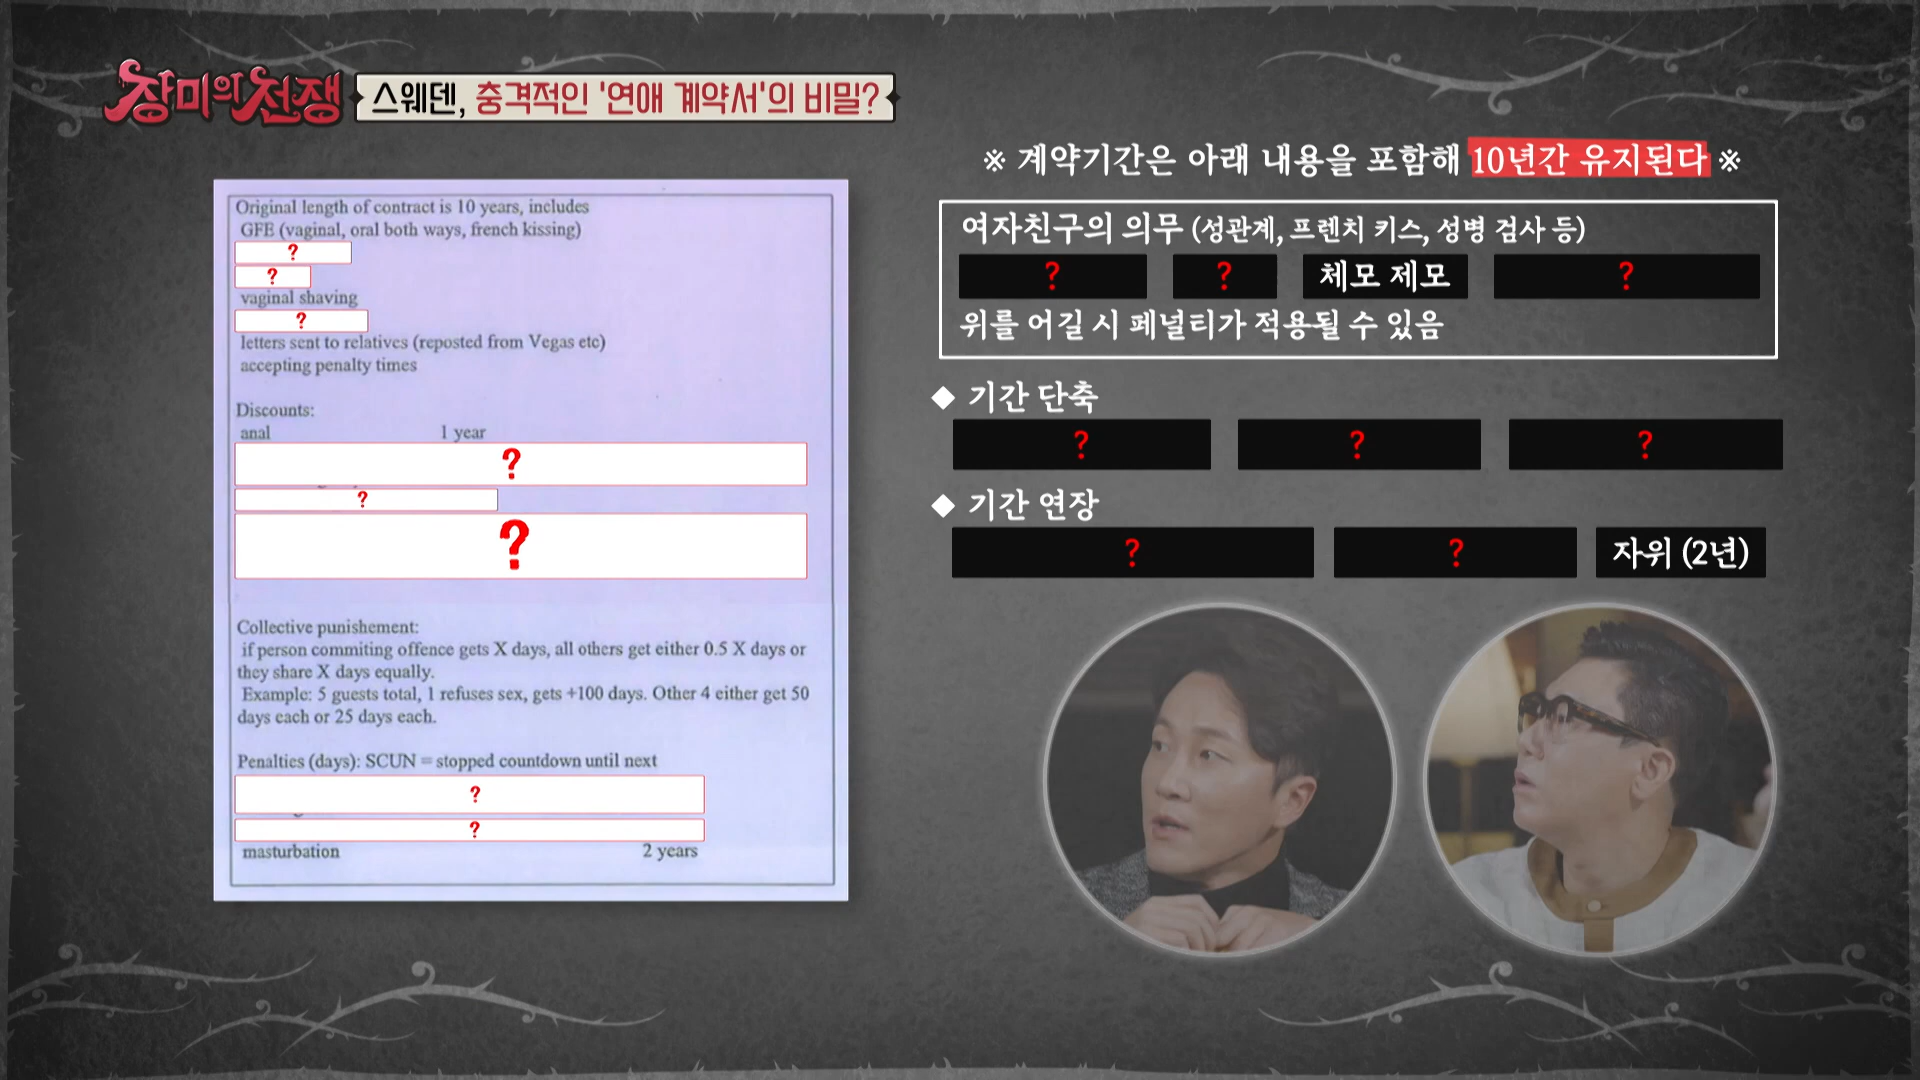 장미의 전쟁
스웨덴, 충격적인 '연애 계약서'의 비밀?
Original length of contract is 10 years, includes
GFE (vaginal, oral both ways, french kissing)
?
?
vaginal shaving
?
letters sent to relatives (reposted from Vegas etc)
accepting penalty times
Discounts:
anal 1 year
?
?
?
Collective punishement:
if person commiting offence gets X days, all others get either 0.5 X days or
they share X days equally.
Example: 5 guests total, 1 refuses sex, gets +100 days. Other 4 either get 50
days each or 25 days each.
Penalties (days): SCUN = stopped countdown until next
?
?
masturbation 2 years
※ 계약기간은 아래 내용을 포함해 10년간 유지된다 ※
여자친구의 의무 (성관계, 프렌치 키스, 성병 검사 등)
? ? 체모 제모 ?
위를 어길 시 페널티가 적용될 수 있음
◆ 기간 단축
? ? ?
◆ 기간 연장
? ? 자위 (2년)